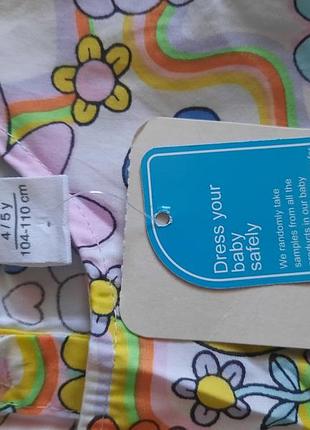 4 / 5 y
104-110 cm
Dress your
baby
safely
We randomly take
samples from all the
products in our baby